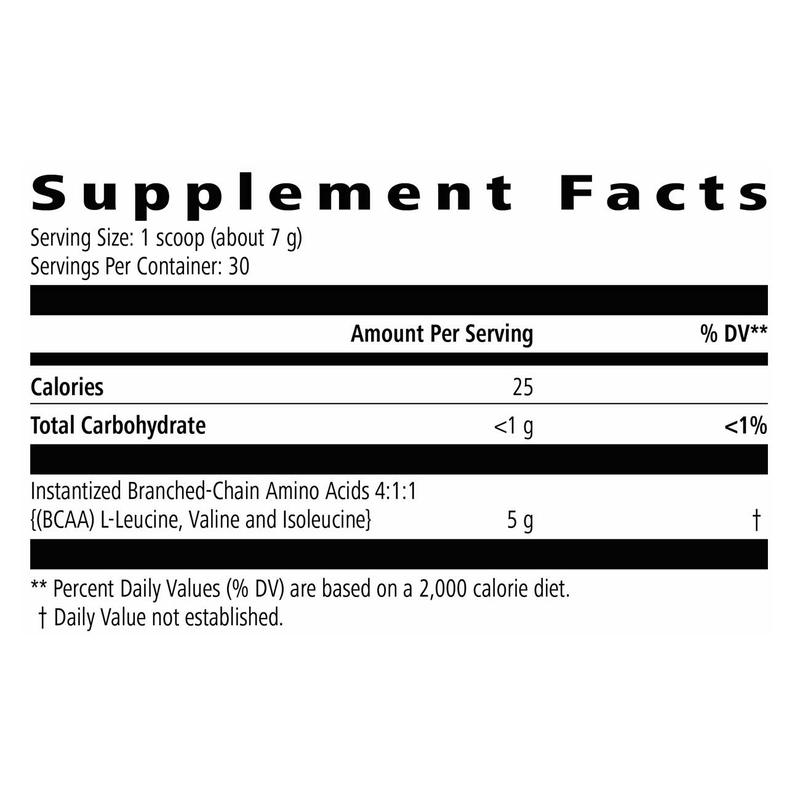 Supplement Facts
Serving Size: 1 scoop (about 7 g)
Servings Per Container: 30
Amount Per Serving % DV**
Calories 25
Total Carbohydrate <1 g <1%
Instantized Branched-Chain Amino Acids 4:1:1
{(BCAA) L-Leucine, Valine and Isoleucine} 5 g †
** Percent Daily Values (% DV) are based on a 2,000 calorie diet.
† Daily Value not established.